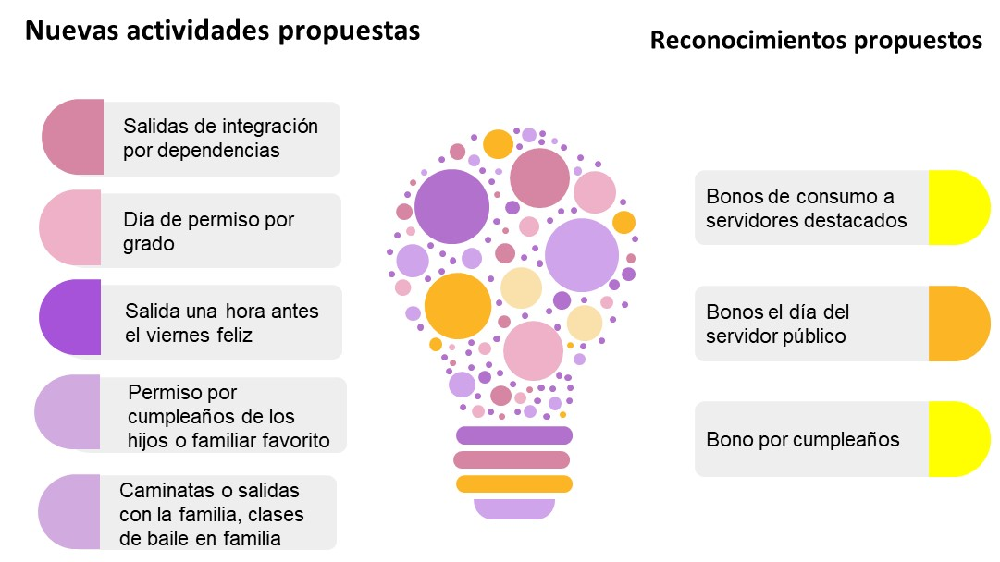 Nuevas actividades propuestas
Reconocimientos propuestos
Salidas de integración
por dependencias
Día de permiso por
grado
Salida una hora antes
el viernes feliz
Permiso por
cumpleaños de los
hijos o familiar favorito
Caminatas o salidas
con la familia, clases
de baile en familia
Bonos de consumo a
servidores destacados
Bonos el día del
servidor público
Bono por cumpleaños